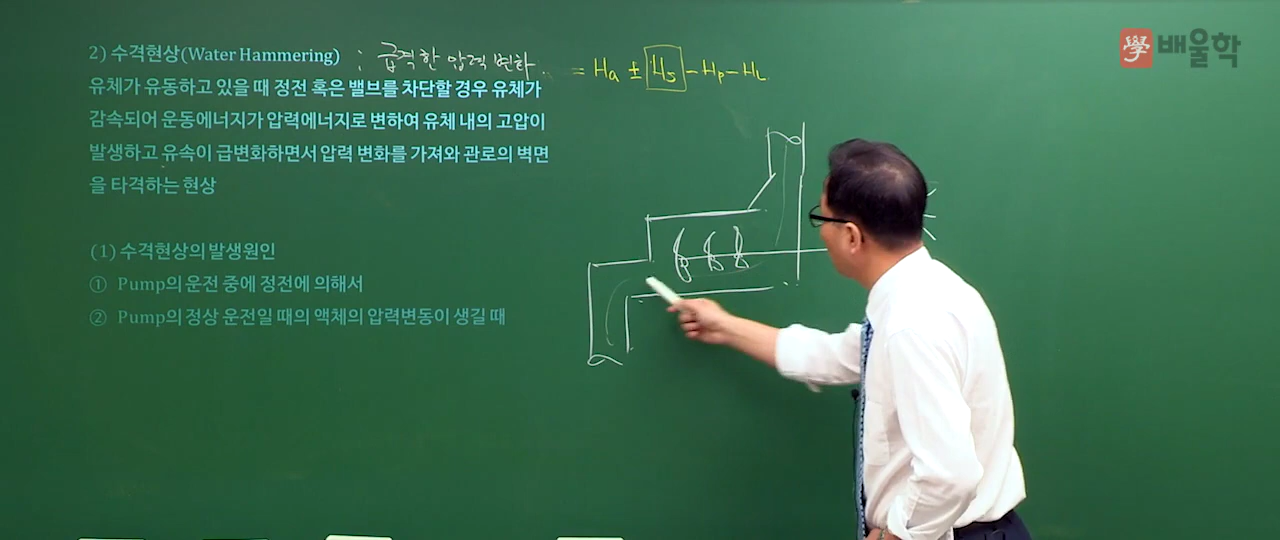 2) 수격현상(Water Hammering) : 급격한 압력 변화
= Ha ± Hs - Hp - HL
유체가 유동하고 있을 때 정전 혹은 밸브를 차단할 경우 유체가
감속되어 운동에너지가 압력에너지로 변하여 유체 내의 고압이
발생하고 유속이 급변화하면서 압력 변화를 가져와 관로의 벽면
을 타격하는 현상
(1) 수격현상의 발생원인
① Pump의 운전 중에 정전에 의해서
② Pump의 정상 운전일 때의 액체의 압력변동이 생길 때
學 배울학